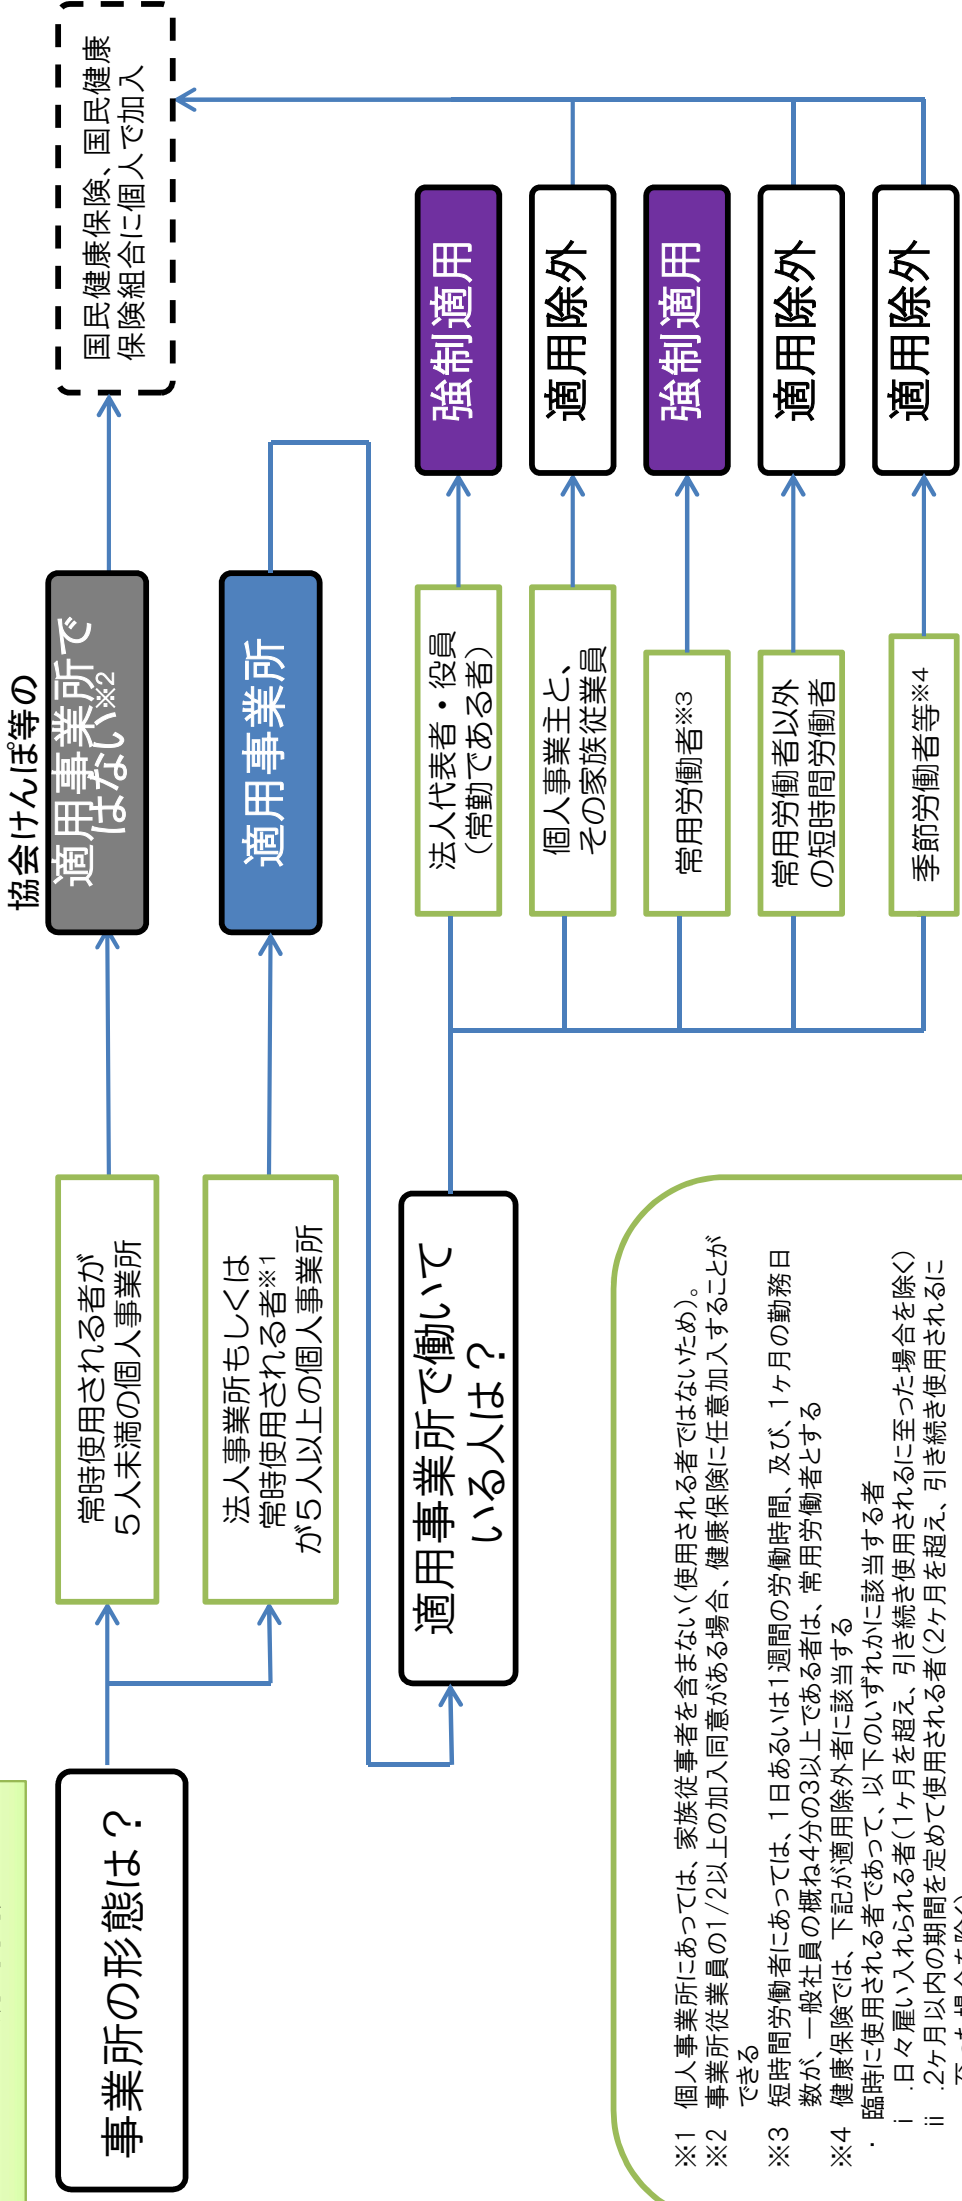 事業所の形態は？
常時使用される者が
５人未満の個人事業所
法人事業所もしくは
常時使用される者※1
が５人以上の個人事業所
協会けんぽ等の
適用事業所で
はない※2
適用事業所
国民健康保険、国民健康
保険組合に個人で加入
適用事業所で働いて
いる人は？
法人代表者・役員
（常勤である者）
強制適用
個人事業主と、
その家族従業員
適用除外
常用労働者※3
強制適用
常用労働者以外
の短時間労働者
適用除外
季節労働者等※4
適用除外
※1 個人事業所にあっては、家族従事者を含まない（使用される者ではないため）。
※2 事業所従業員の1/2以上の加入同意がある場合、健康保険に任意加入することが
できる
※3 短時間労働者にあっては、1日あるいは1週間の労働時間、及び、1ヶ月の勤務日
数が、一般社員の概ね4分の3以上である者は、常用労働者とする
※4 健康保険では、下記が適用除外者に該当する
・ 臨時に使用される者であって、以下のいずれかに該当する者
ⅰ .日々雇い入れられる者（1ヶ月を超え、引き続き使用されるに至った場合を除く）
ⅱ .2ヶ月以内の期間を定めて使用される者（2ヶ月を超え、引き続き使用されるに
至った場合を除く）